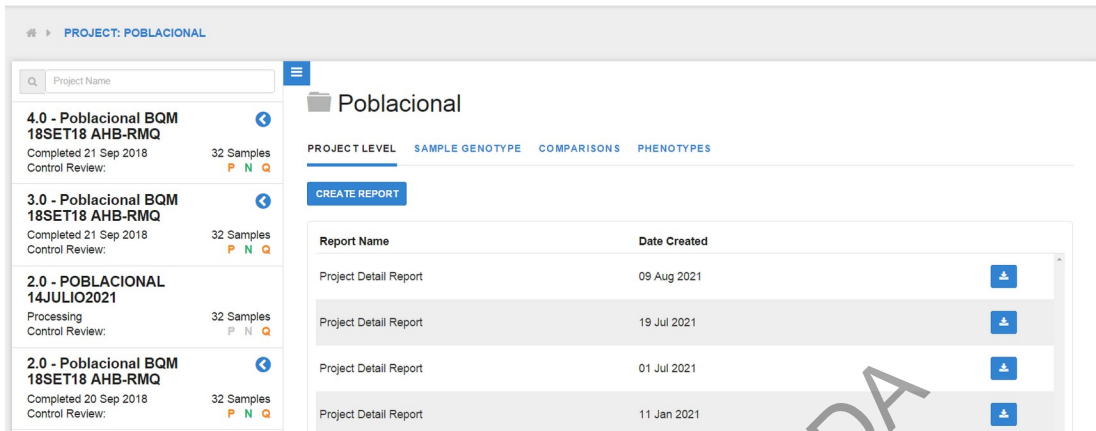 PROJECT: POBLACIONAL
Project Name
4.0 - Poblacional BQM
18SET18 AHB-RMQ
Completed 21 Sep 2018 32 Samples
Control Review: P N Q
3.0 - Poblacional BQM
18SET18 AHB-RMQ
Completed 21 Sep 2018 32 Samples
Control Review: P N Q
2.0 - POBLACIONAL
14JULIO2021
Processing 32 Samples
Control Review: P N Q
2.0 - Poblacional BQM
18SET18 AHB-RMQ
Completed 20 Sep 2018 32 Samples
Control Review: P N Q
Poblacional
PROJECT LEVEL SAMPLE GENOTYPE COMPARISONS PHENOTYPES
CREATE REPORT
Report Name Date Created
Project Detail Report 09 Aug 2021
Project Detail Report 19 Jul 2021
Project Detail Report 01 Jul 2021
Project Detail Report 11 Jan 2021